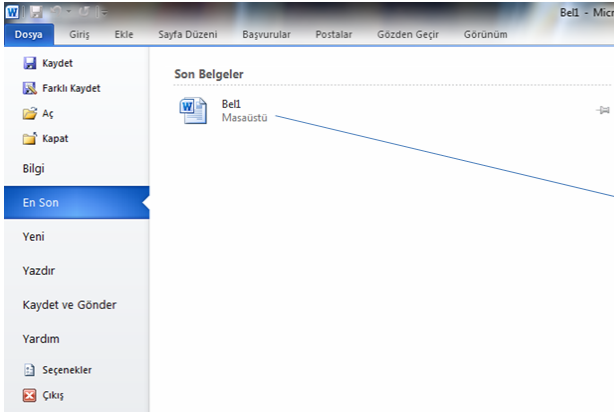 Bel1 - Micr
Dosya Giriş Ekle Sayfa Düzeni Başvurular Postalar Gözden Geçir Görünüm
Kaydet
Farklı Kaydet
Aç
Kapat
Bilgi
En Son
Yeni
Yazdır
Kaydet ve Gönder
Yardım
Seçenekler
Çıkış
Son Belgeler
Bel1
Masaüstü